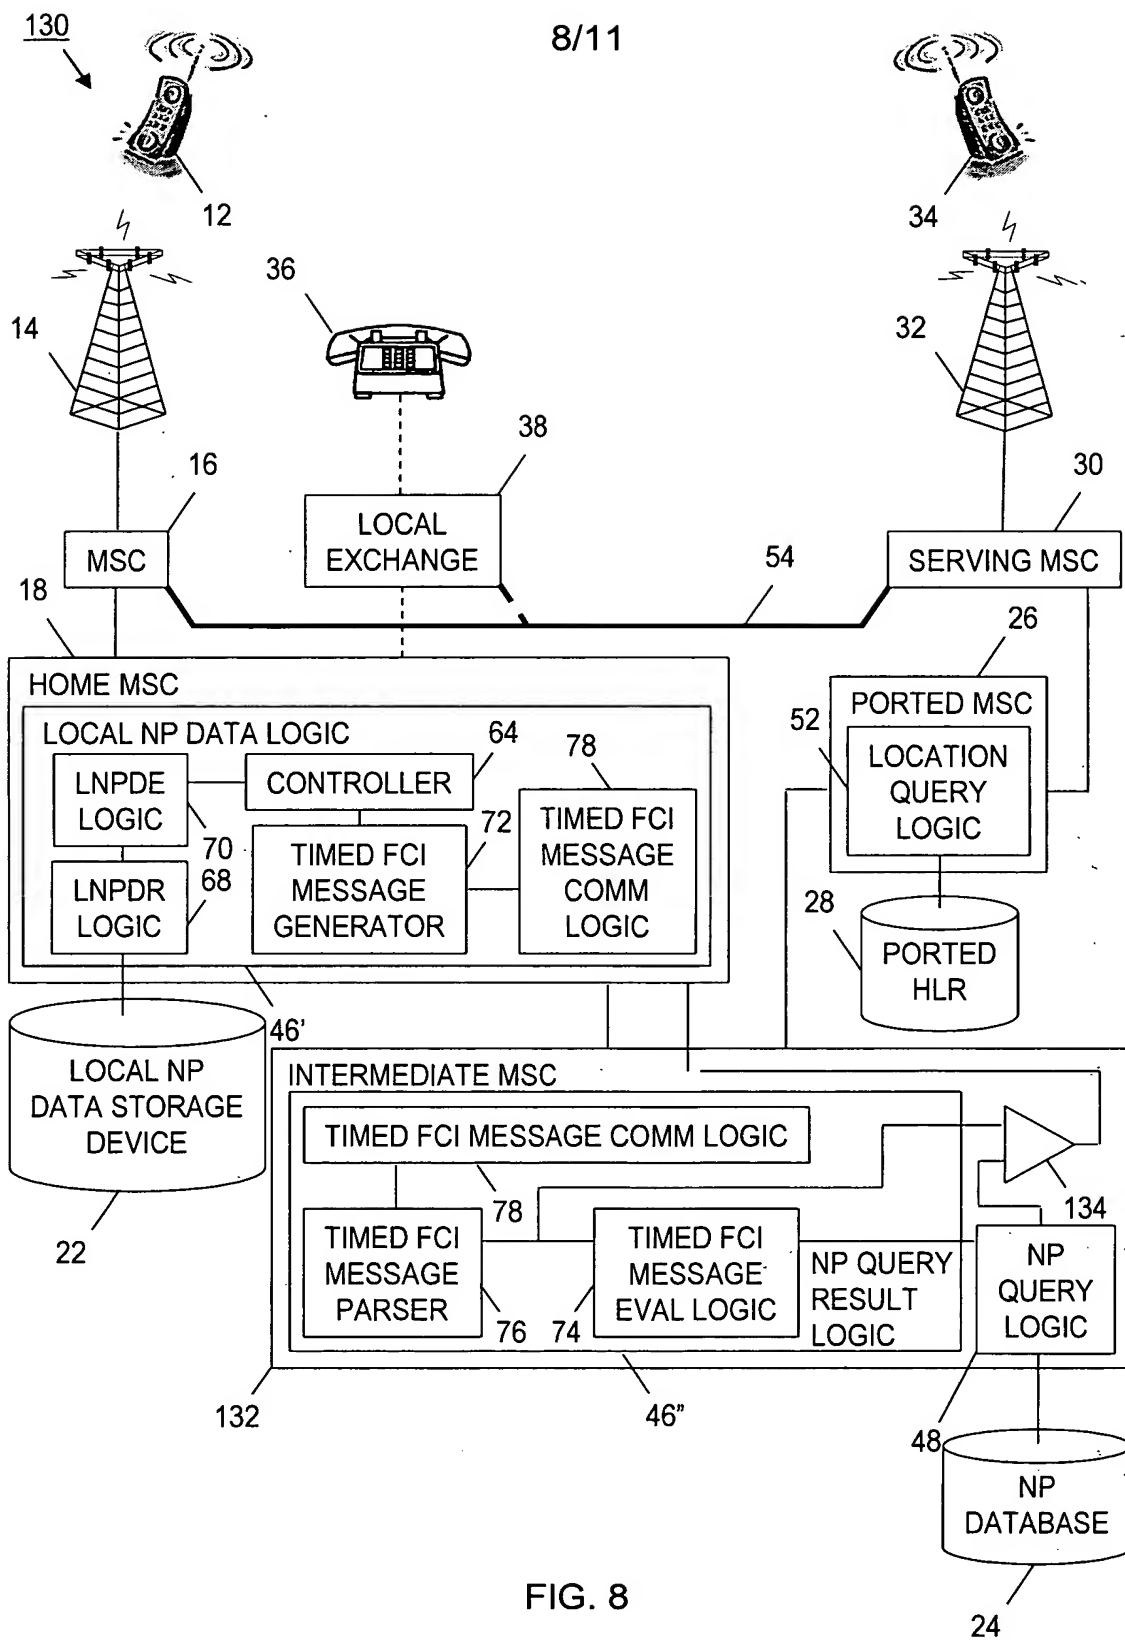 130
8/11
12
34
36
14
32
38
16
30
LOCAL
EXCHANGE
MSC
54
SERVING MSC
18
26
HOME MSC
PORTED MSC
LOCAL NP DATA LOGIC
64
78
52
LNPDE
LOGIC
CONTROLLER
LOCATION
QUERY
LOGIC
70
72
TIMED FCI
MESSAGE
GENERATOR
TIMED FCI
MESSAGE
COMM
LOGIC
68
LNPDR
LOGIC
28
PORTED
HLR
46'
LOCAL NP
DATA STORAGE
DEVICE
INTERMEDIATE MSC
TIMED FCI MESSAGE COMM LOGIC
78
134
22
TIMED FCI
MESSAGE
PARSER
TIMED FCI
MESSAGE
EVAL LOGIC
NP QUERY
RESULT
LOGIC
NP
QUERY
LOGIC
76
74
132
46"
48
NP
DATABASE
FIG. 8
24